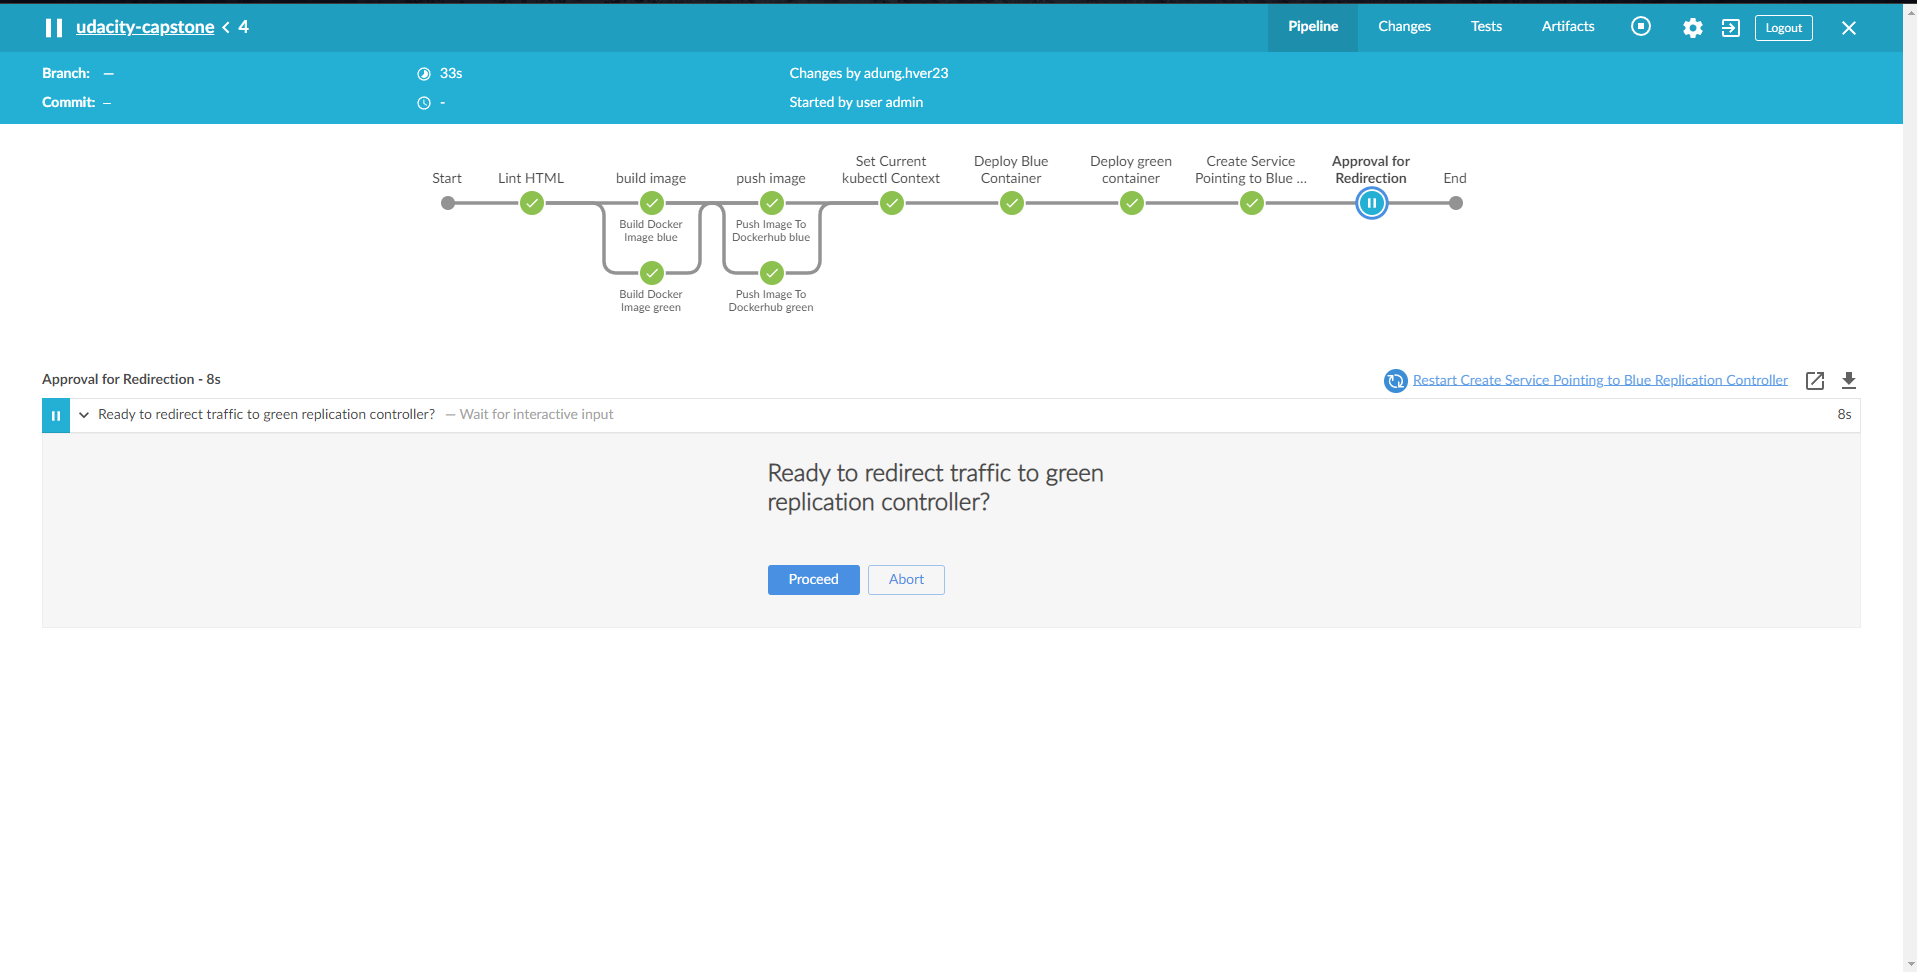 udacity-capstone < 4
Pipeline
Changes
Tests
Artifacts
Logout
Branch: —
33s
Changes by adung.hver23
Commit: –
-
Started by user admin
Start
Lint HTML
build image
push image
Set Current
kubectl Context
Deploy Blue
Container
Deploy green
container
Create Service
Pointing to Blue ...
Approval for
Redirection
End
Build Docker
Image blue
Push Image To
Dockerhub blue
Build Docker
Image green
Push Image To
Dockerhub green
Approval for Redirection - 8s
Restart Create Service Pointing to Blue Replication Controller
Ready to redirect traffic to green replication controller? — Wait for interactive input
8s
Ready to redirect traffic to green
replication controller?
Proceed
Abort